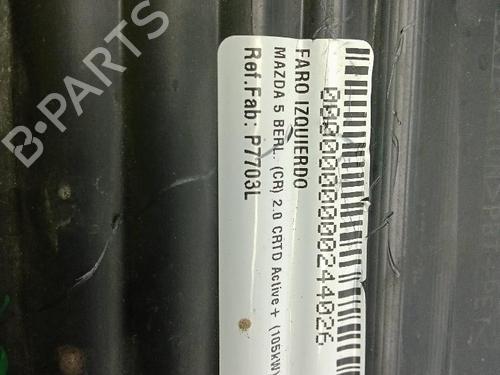 B-PARTS
0000000000244026
FARO IZQUIERDO
MAZDA 5 BERL. (CR) 2.0 CRTD Active+ (105kW)
Ref.Fab: P7703L